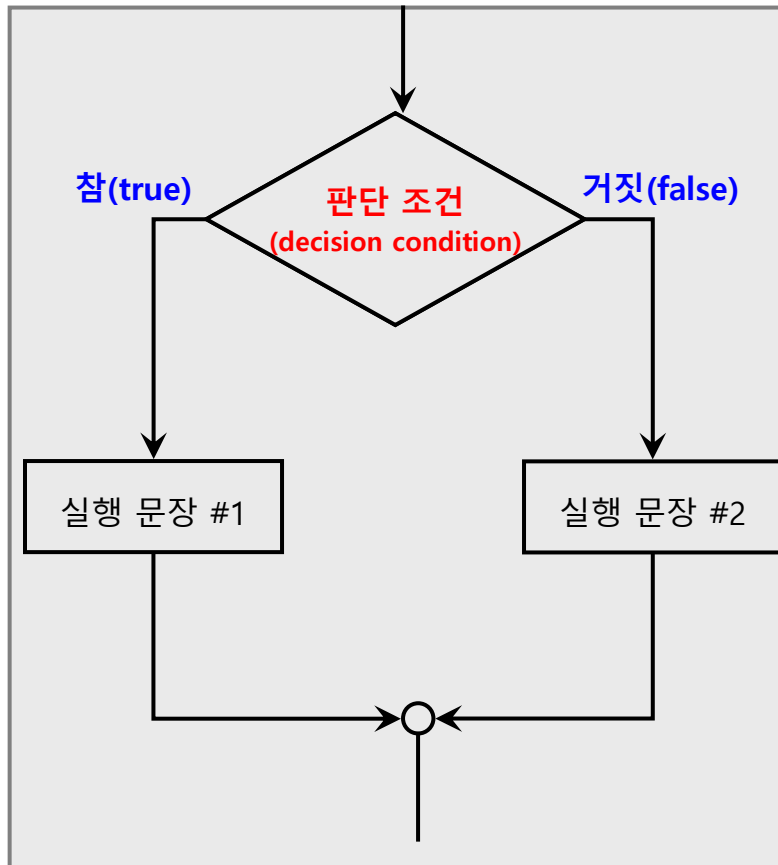 참(true)
판단 조건
(decision condition)
거짓(false)
실행 문장 #1
실행 문장 #2